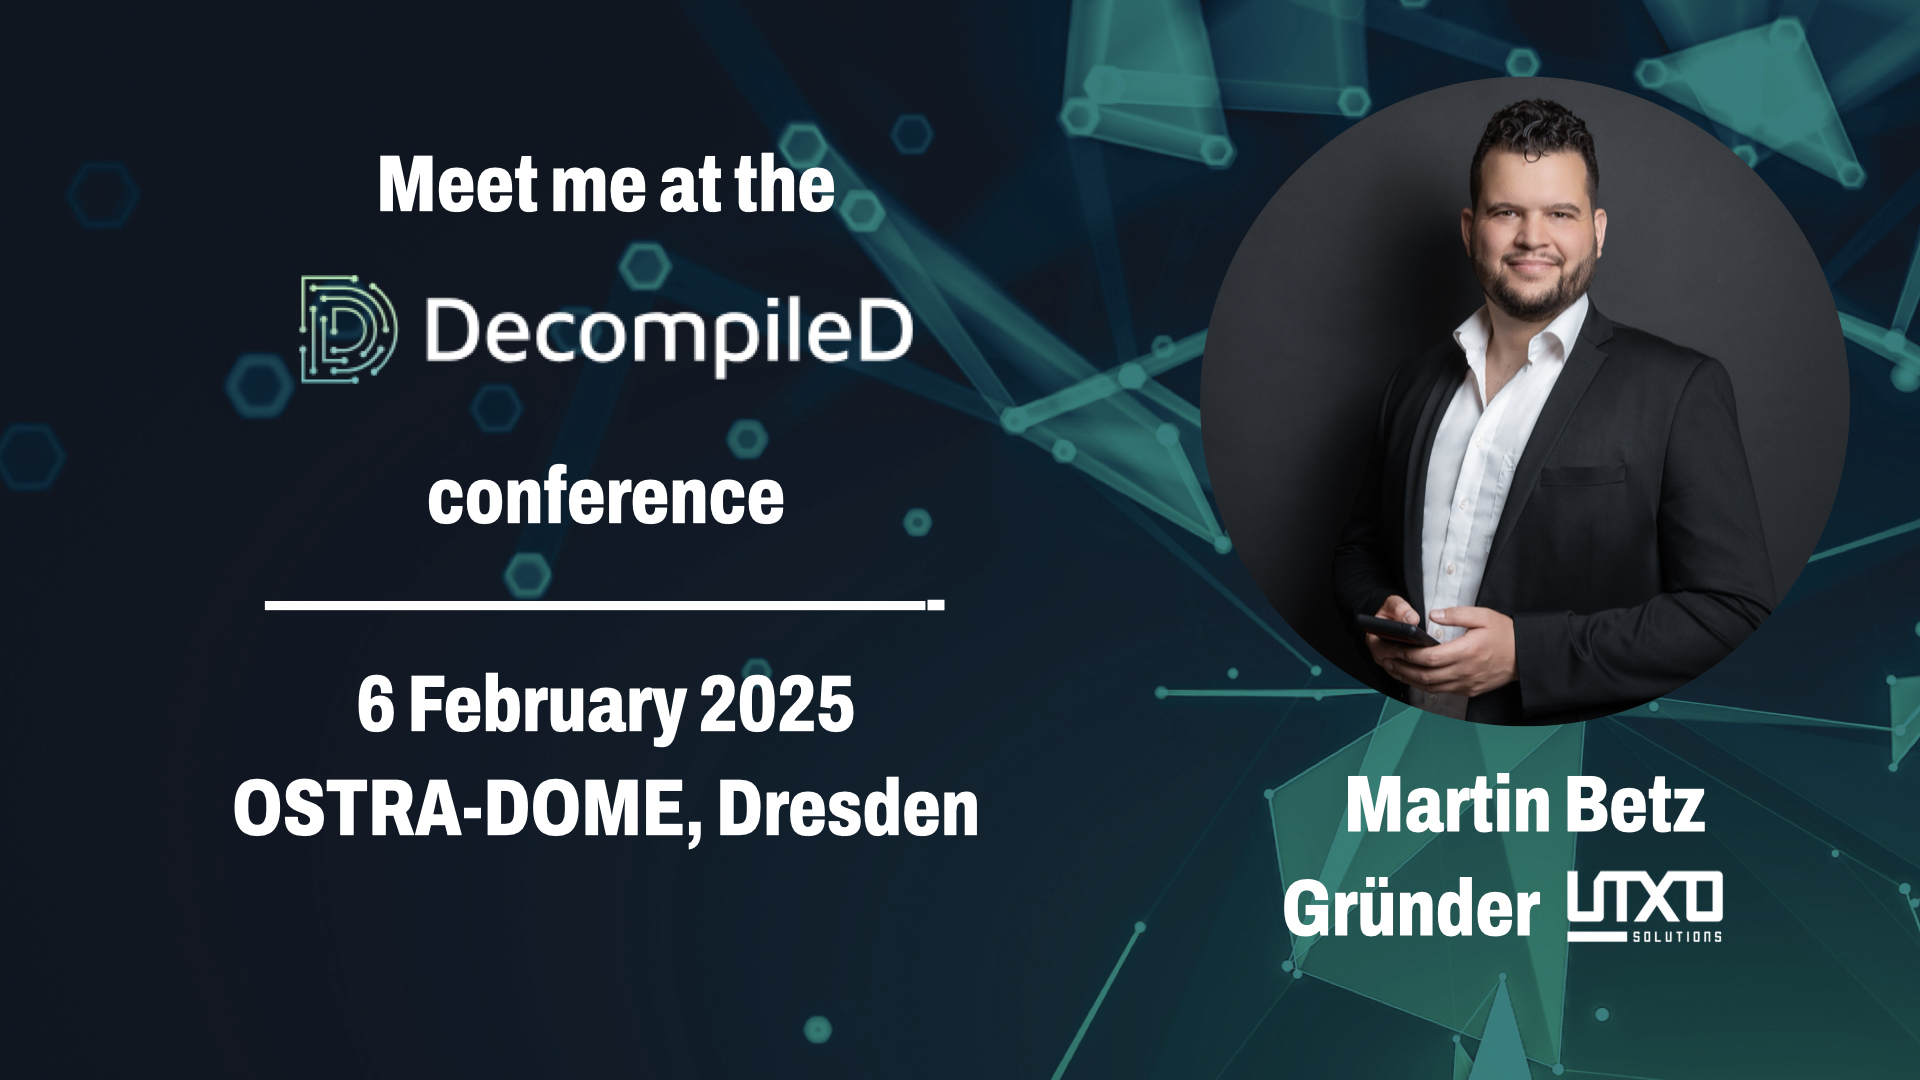 Meet me at the
DecompileD
conference
6 February 2025
OSTRA-DOME, Dresden
Martin Betz
Gründer UTXO
SOLUTIONS